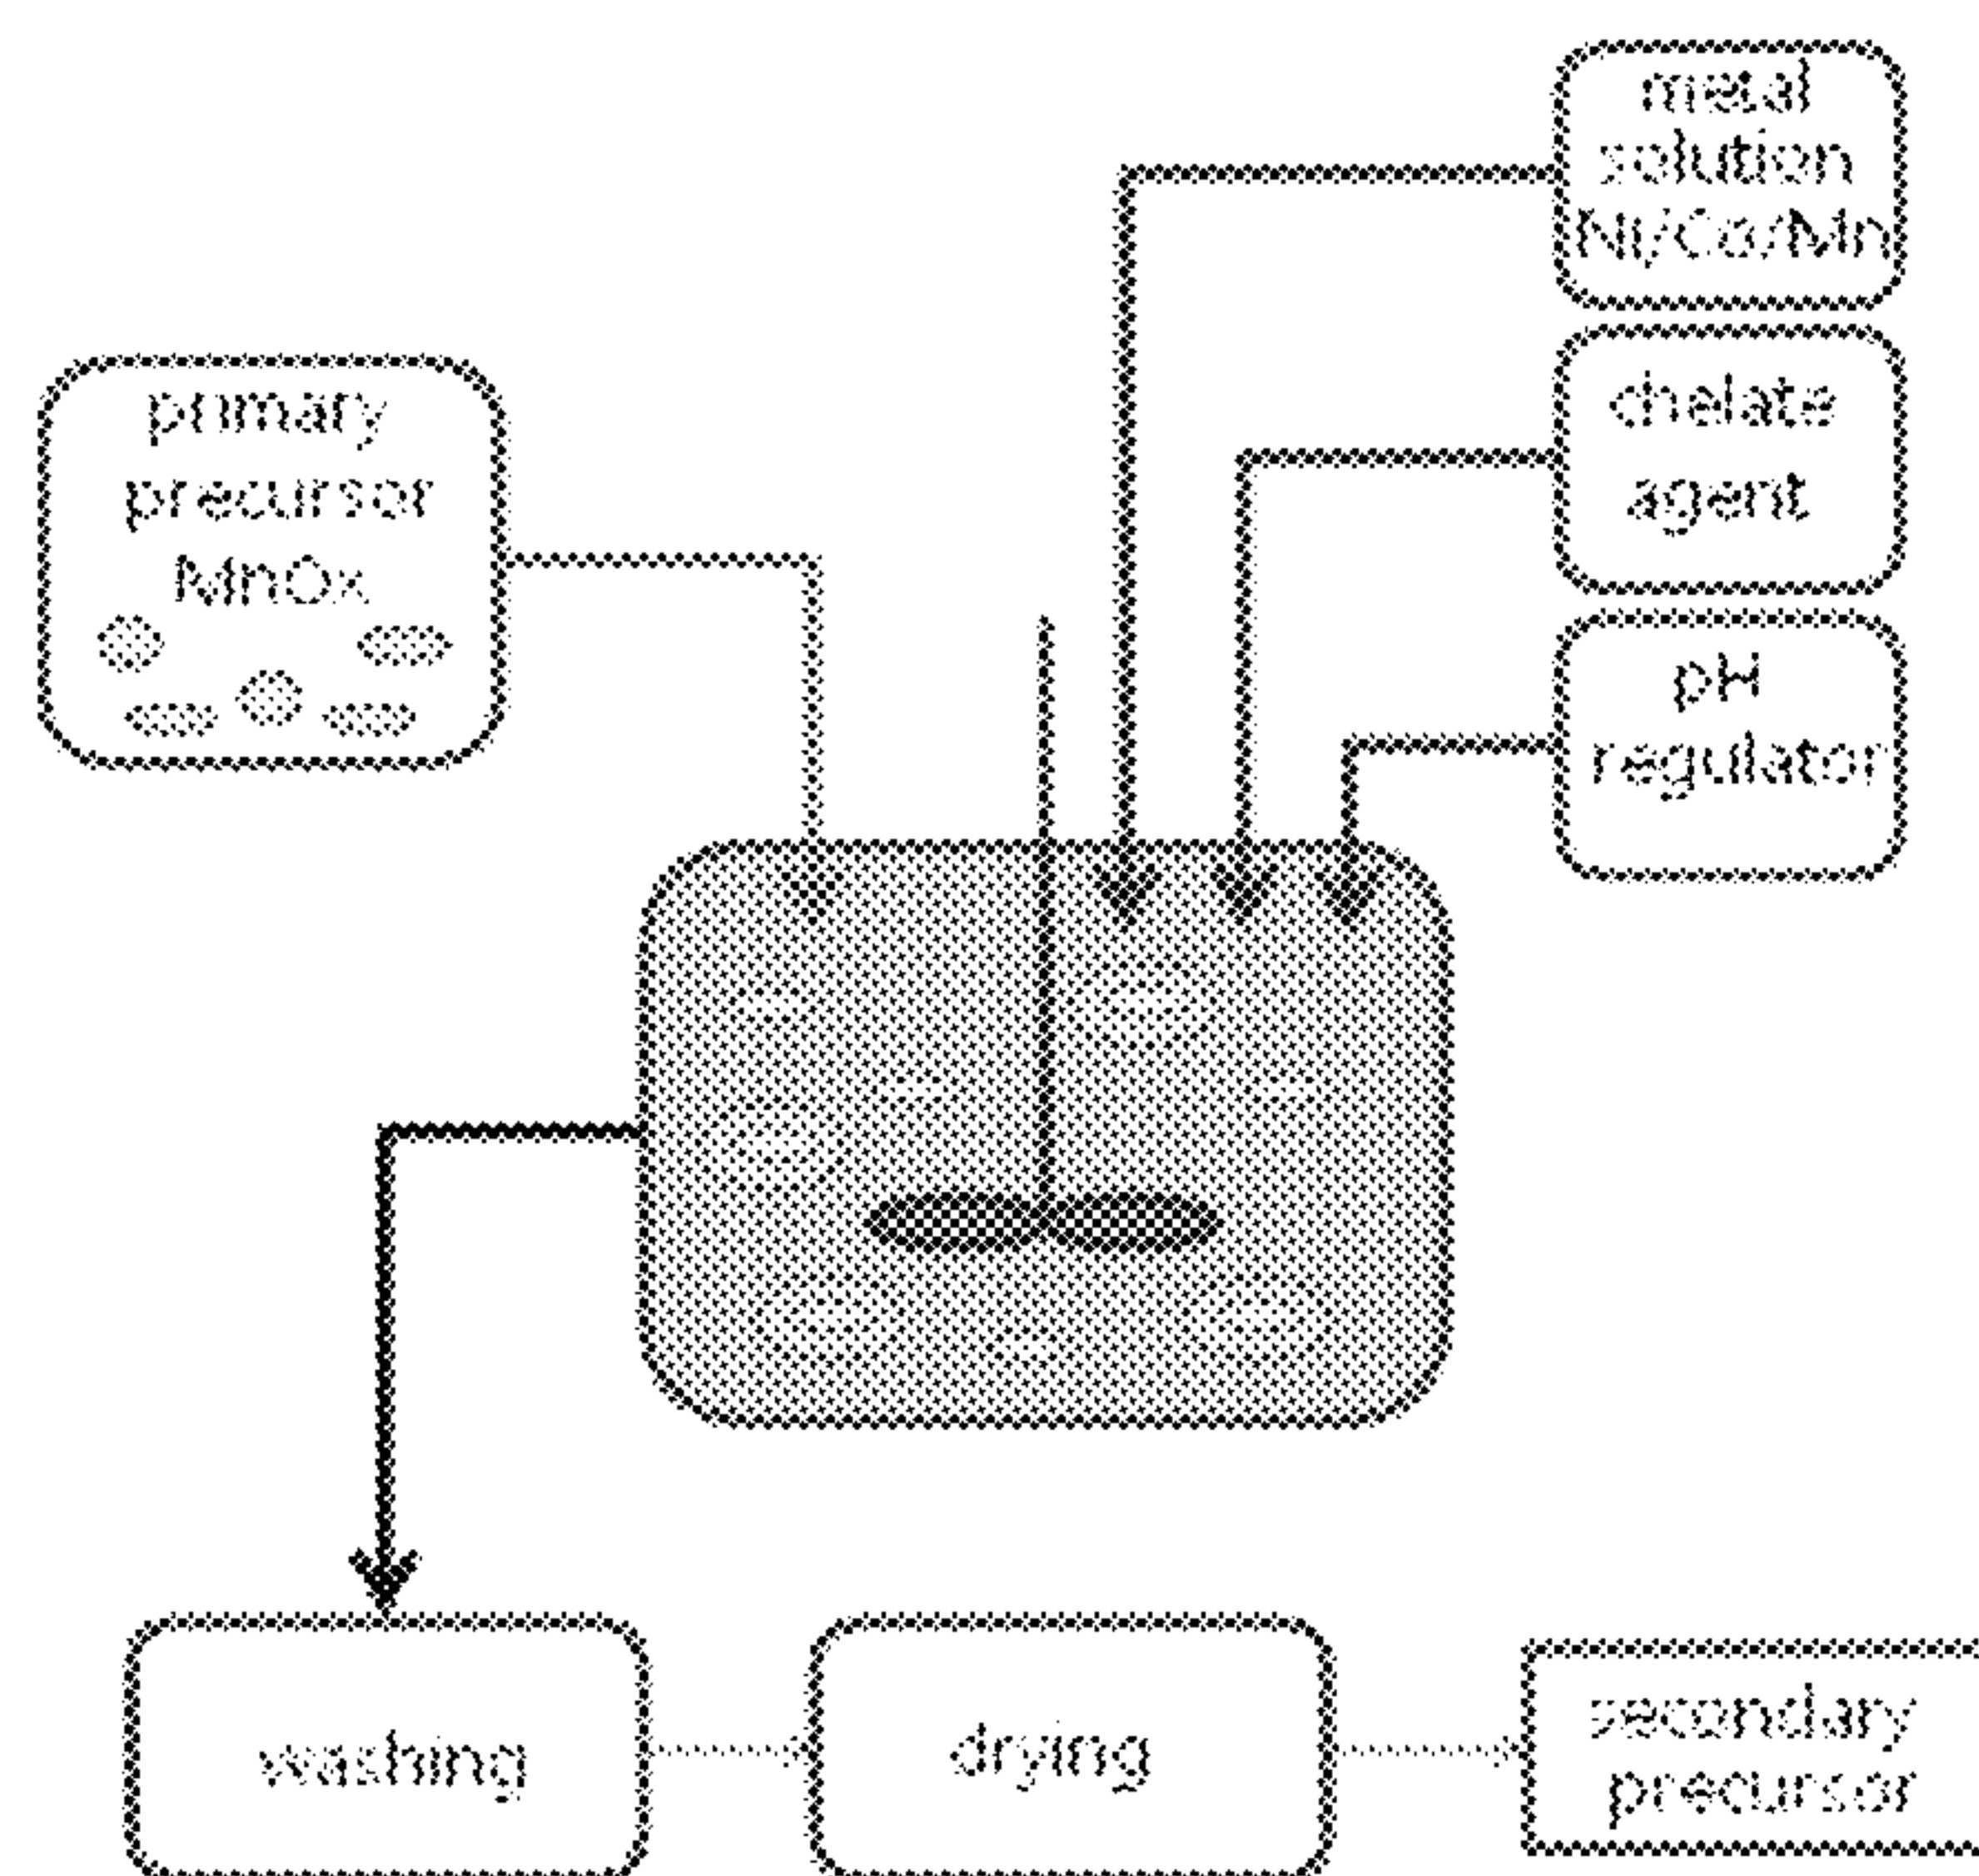 metal
solution
Ni/Co/Mn
primary
precursor
MnOx
chelate
agent
pH
regulator
washing
drying
secondary
precursor